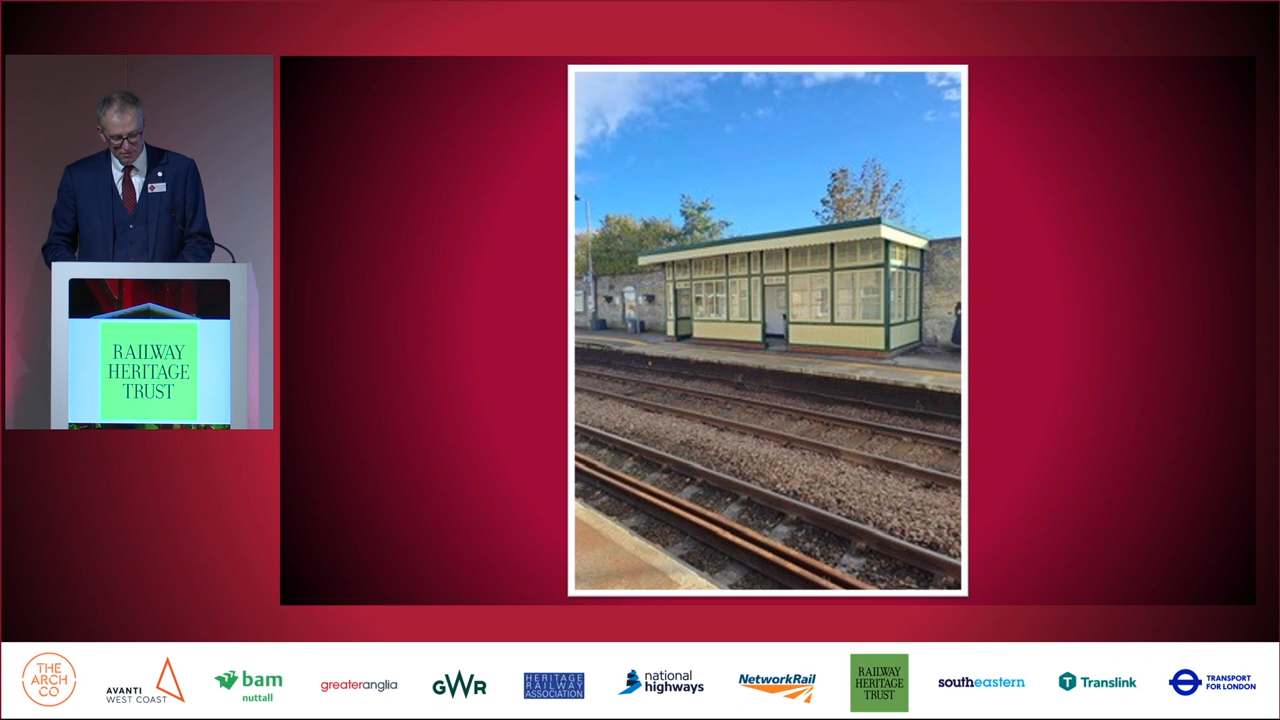 RAILWAY
HERITAGE
TRUST
THE
ARCH
CO
AVANTI
WEST COAST
bam
nuttall
greateranglia
GWR
HERITAGE
RAILWAY
ASSOCIATION
national
highways
NetworkRail
RAILWAY
HERITAGE
TRUST
southeastern
Translink
TRANSPORT
FOR LONDON